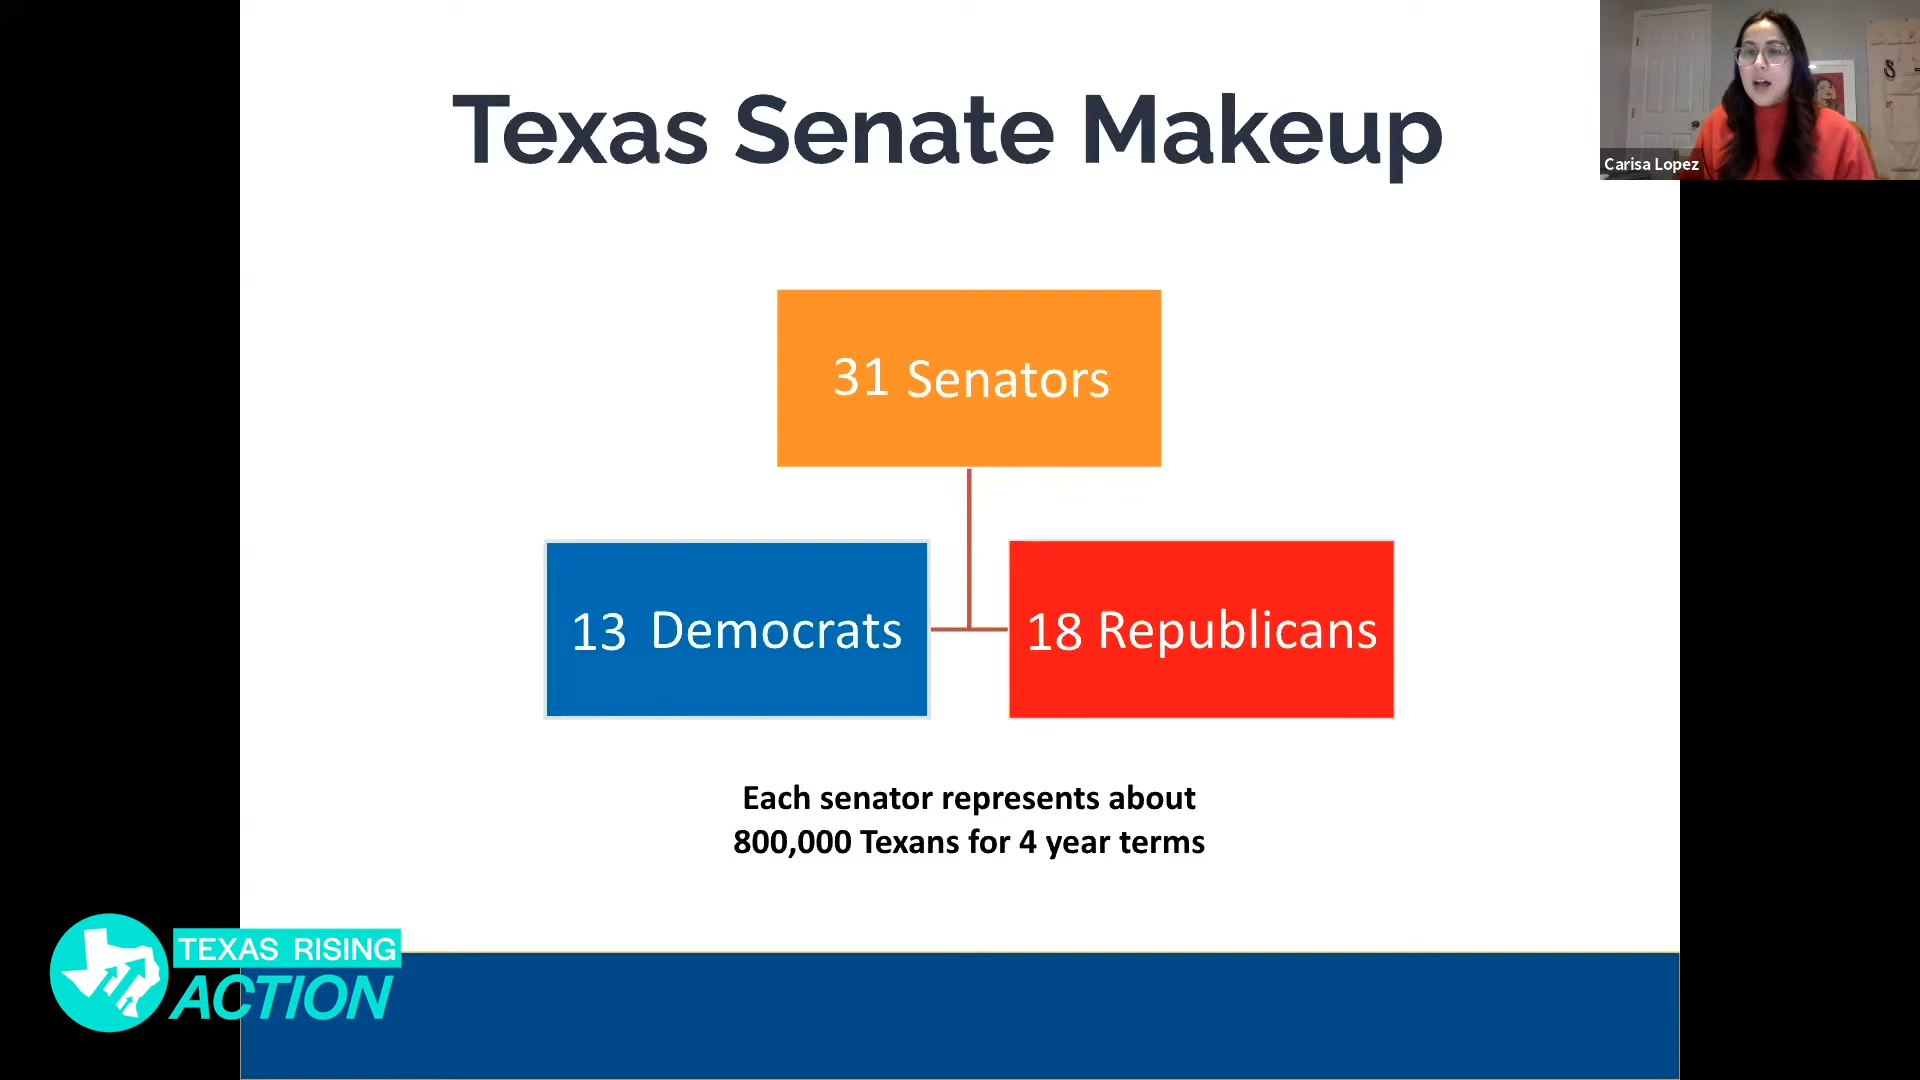 Texas Senate Makeup
Carisa Lopez
31 Senators
13 Democrats
18 Republicans
Each senator represents about
800,000 Texans for 4 year terms
TEXAS RISING
ACTION